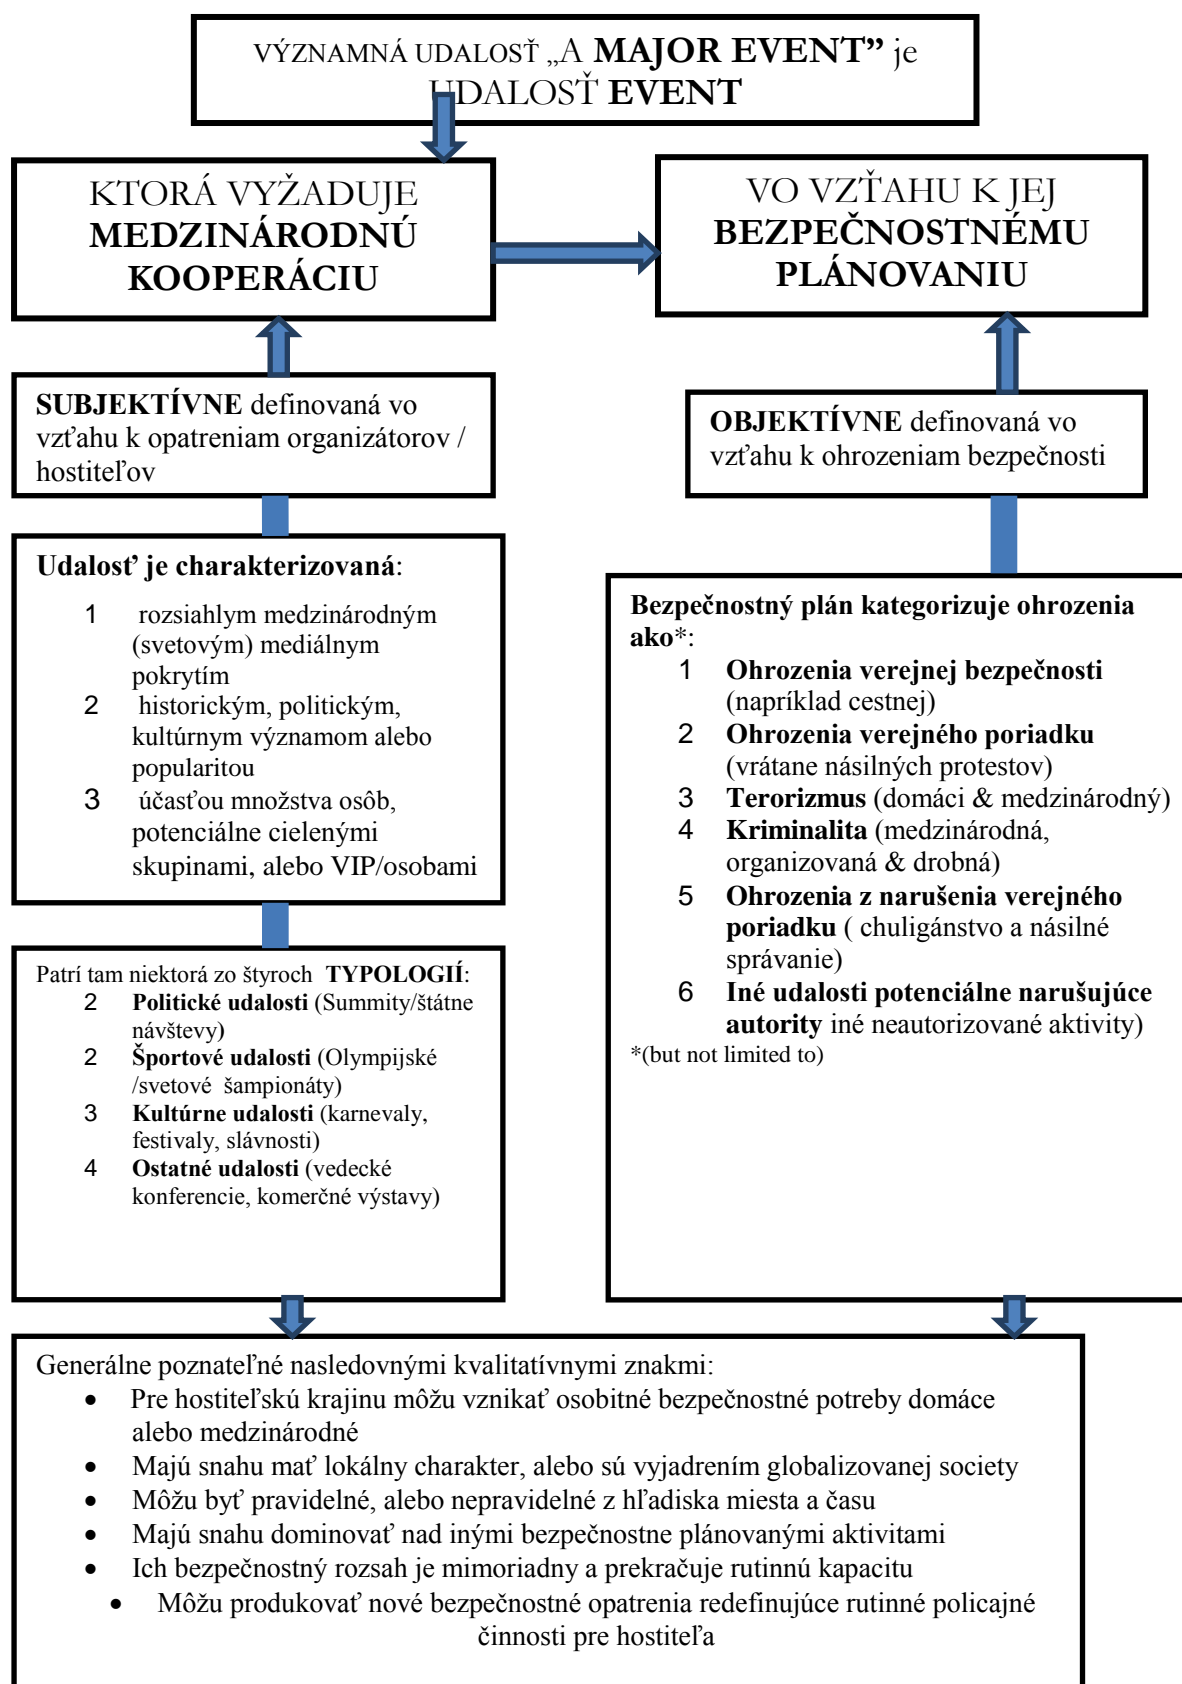 VÝZNAMNÁ UDALOSŤ „A MAJOR EVENT” je
UDALOSŤ EVENT
KTORÁ VYŽADUJE
MEDZINÁRODNÚ
KOOPERÁCIU
VO VZŤAHU K JEJ
BEZPEČNOSTNÉMU
PLÁNOVANIU
SUBJEKTÍVNE definovaná vo
vzťahu k opatreniam organizátorov /
hostiteľov
OBJEKTÍVNE definovaná vo
vzťahu k ohrozeniam bezpečnosti
Udalosť je charakterizovaná:
1 rozsiahlym medzinárodným
(svetovým) mediálnym
pokrytím
2 historickým, politickým,
kultúrnym významom alebo
popularitou
3 účasťou množstva osôb,
potenciálne cielenými
skupinami, alebo VIP/osobami
Bezpečnostný plán kategorizuje ohrozenia
ako*:
1 Ohrozenia verejnej bezpečnosti
(napríklad cestnej)
2 Ohrozenia verejného poriadku
(vrátane násilných protestov)
3 Terorizmus (domáci & medzinárodný)
4 Kriminalita (medzinárodná,
organizovaná & drobná)
5 Ohrozenia z narušenia verejného
poriadku ( chuligánstvo a násilné
správanie)
6 Iné udalosti potenciálne narušujúce
autority iné neautorizované aktivity)
*(but not limited to)
Patrí tam niektorá zo štyroch TYPOLOGIÍ:
2 Politické udalosti (Summity/štátne
návštevy)
2 Športové udalosti (Olympijské
/svetové šampionáty)
3 Kultúrne udalosti (karnevaly,
festivaly, slávnosti)
4 Ostatné udalosti (vedecké
konferencie, komerčné výstavy)
Generálne poznateľné nasledovnými kvalitatívnymi znakmi:
• Pre hostiteľskú krajinu môžu vznikať osobitné bezpečnostné potreby domáce
alebo medzinárodné
• Majú snahu mať lokálny charakter, alebo sú vyjadrením globalizovanej society
• Môžu byť pravidelné, alebo nepravidelné z hľadiska miesta a času
• Majú snahu dominovať nad inými bezpečnostne plánovanými aktivitami
• Ich bezpečnostný rozsah je mimoriadny a prekračuje rutinnú kapacitu
• Môžu produkovať nové bezpečnostné opatrenia redefinujúce rutinné policajné
činnosti pre hostiteľa